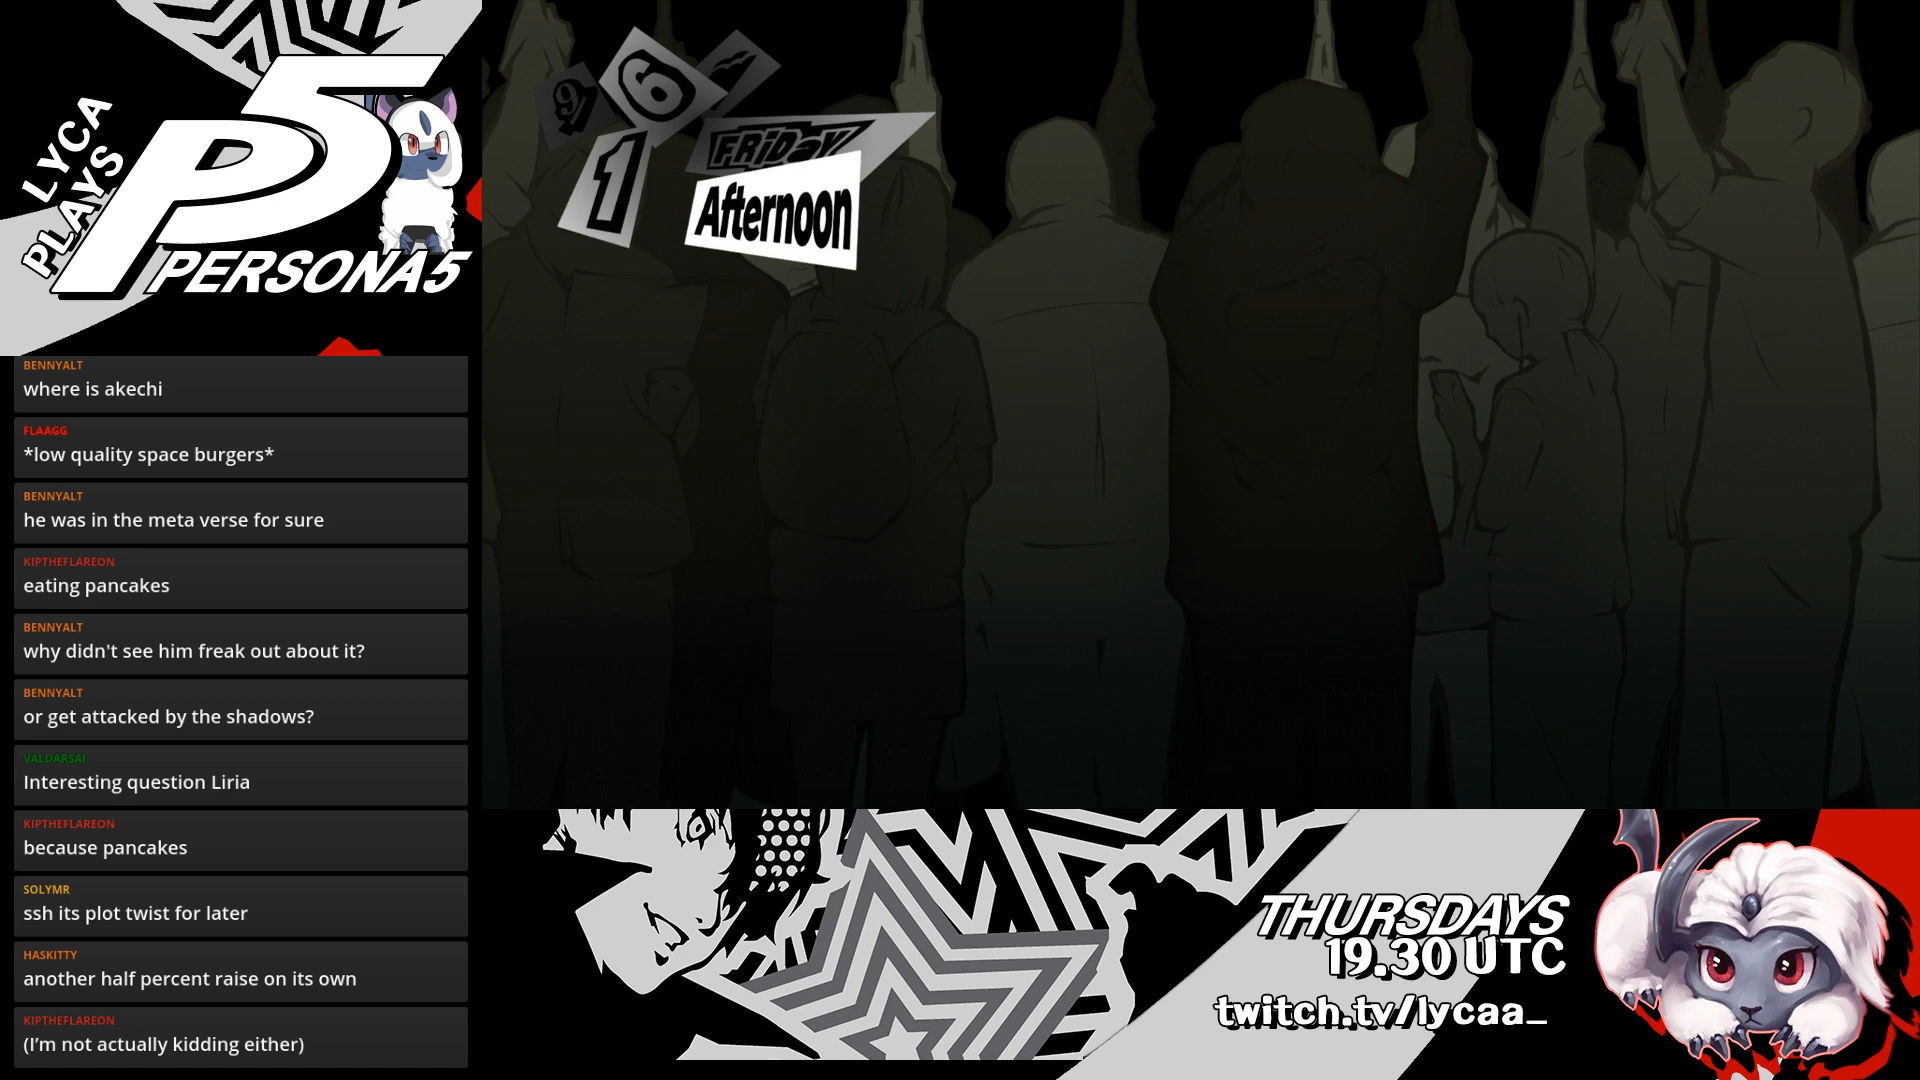 LYCA
PLAYS
P5
PERSONA5
9/
6
1
FRIDAY
Afternoon
BENNYALT
where is akechi
FLAAGG
*low quality space burgers*
BENNYALT
he was in the meta verse for sure
KIPTHEFLAREON
eating pancakes
BENNYALT
why didn't see him freak out about it?
BENNYALT
or get attacked by the shadows?
VALDARSAI
Interesting question Liria
KIPTHEFLAREON
because pancakes
SOLYMR
ssh its plot twist for later
HASKITTY
another half percent raise on its own
KIPTHEFLAREON
(I'm not actually kidding either)
THURSDAYS
19.30 UTC
twitch.tv/lycaa_